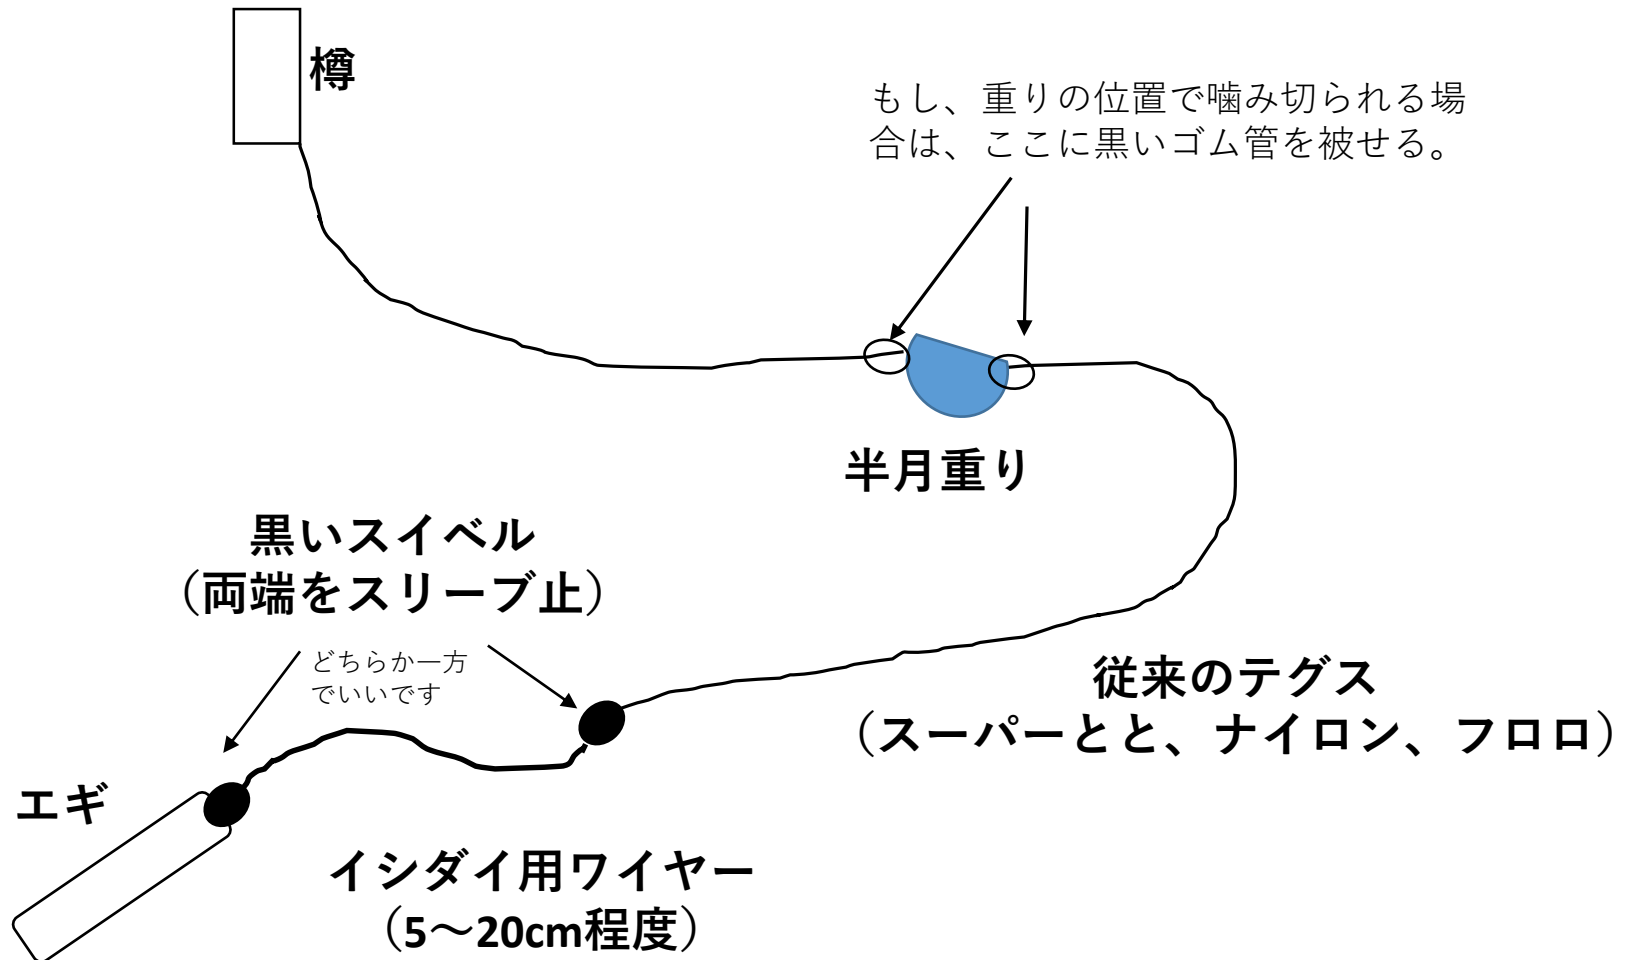 樽
もし、重りの位置で噛み切られる場
合は、ここに黒いゴム管を被せる。
半月重り
黒いスイベル
（両端をスリーブ止）
どちらか一方
でいいです
従来のテグス
（スーパーとと、ナイロン、フロロ）
エギ
イシダイ用ワイヤー
（5～20cm程度）